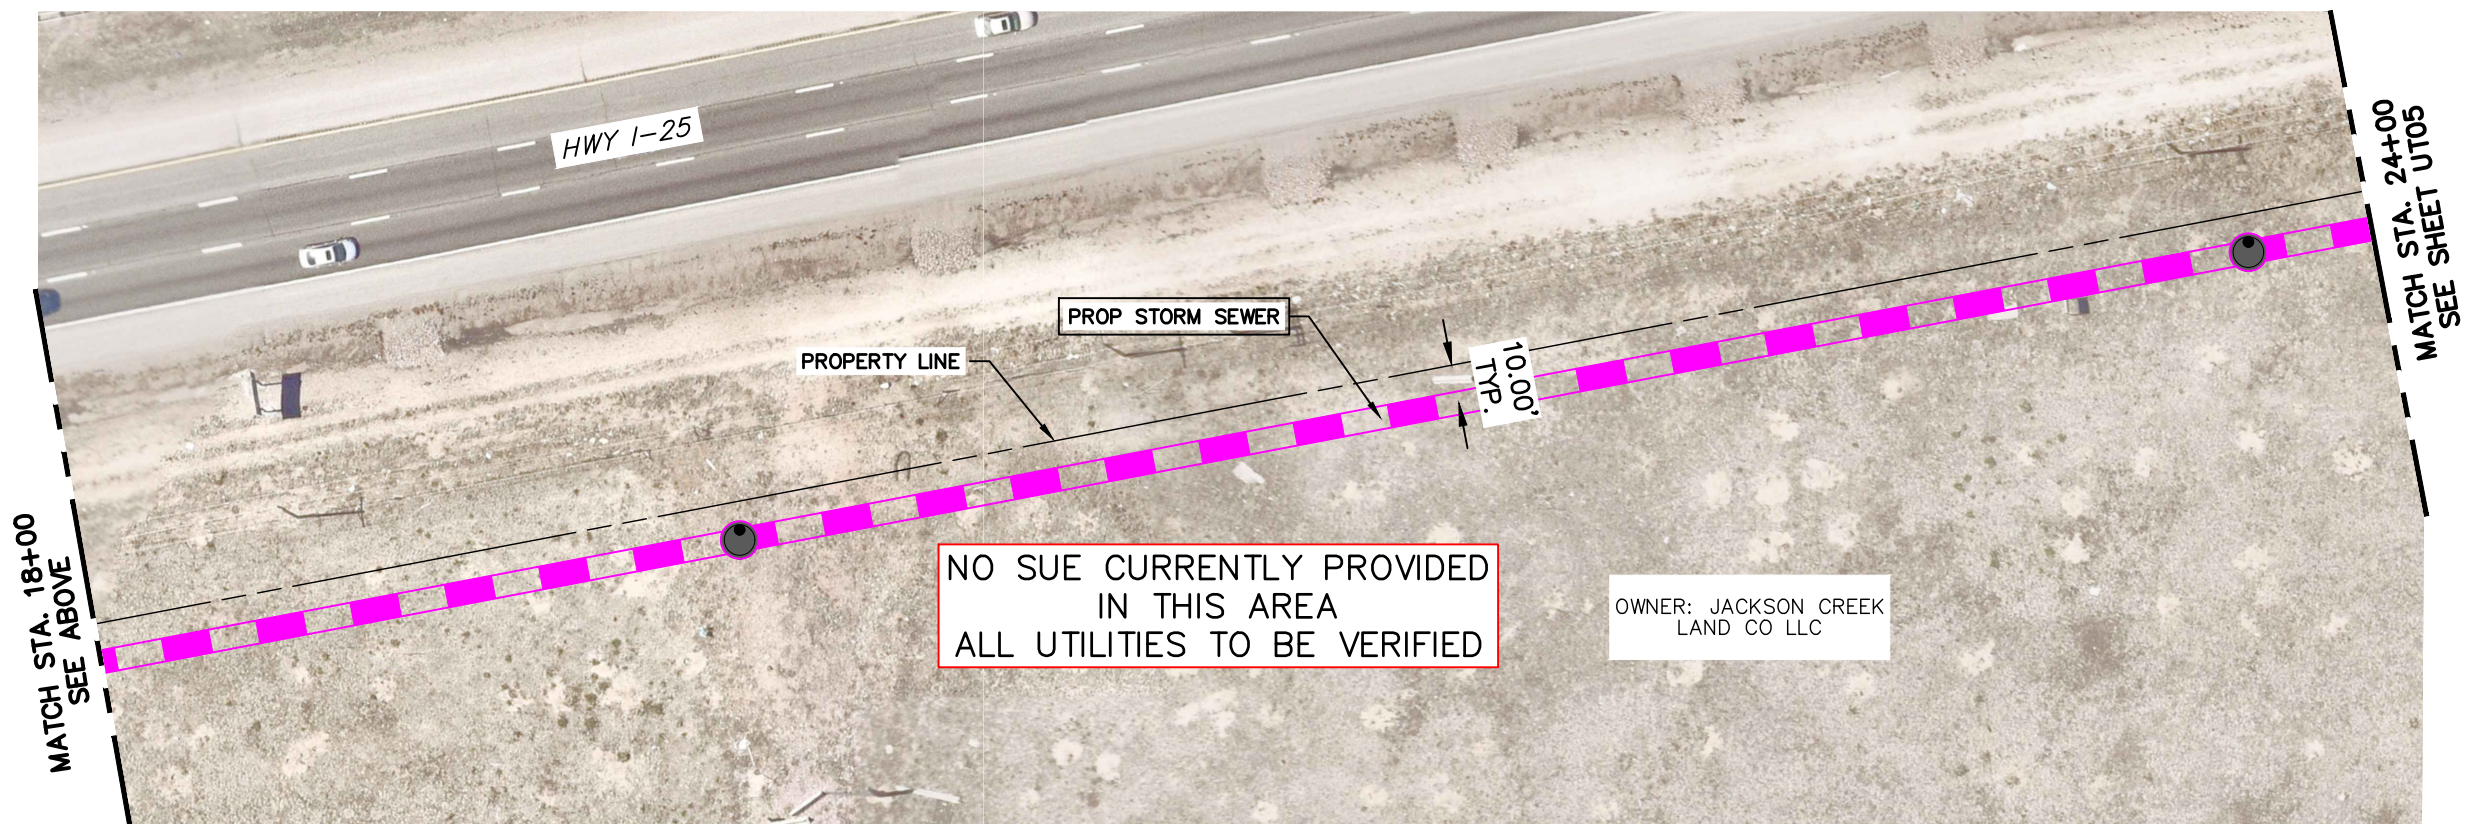 HWY I-25
MATCH STA. 24+00
SEE SHEET UT05
PROP STORM SEWER
PROPERTY LINE
10.00'
TYP.
MATCH STA. 18+00
SEE ABOVE
NO SUE CURRENTLY PROVIDED
IN THIS AREA
ALL UTILITIES TO BE VERIFIED
OWNER: JACKSON CREEK
LAND CO LLC